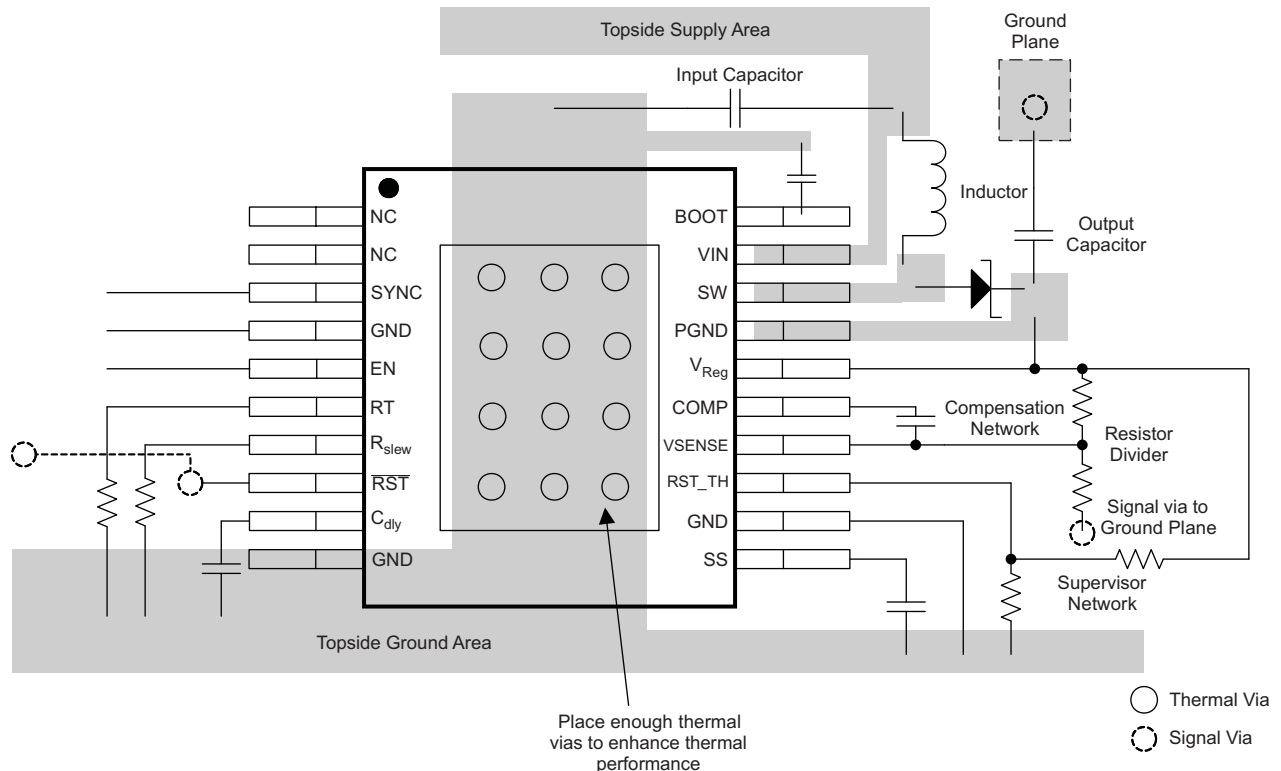 Topside Supply Area
Ground
Plane
Input Capacitor
Inductor
Output
Capacitor
NC
NC
SYNC
GND
EN
RT
Rslew
RST
Cdly
GND
BOOT
VIN
SW
PGND
VReg
COMP
VSENSE
RST_TH
GND
SS
Compensation
Network
Resistor
Divider
Signal via to
Ground Plane
Supervisor
Network
Topside Ground Area
Place enough thermal
vias to enhance thermal
performance
Thermal Via
Signal Via